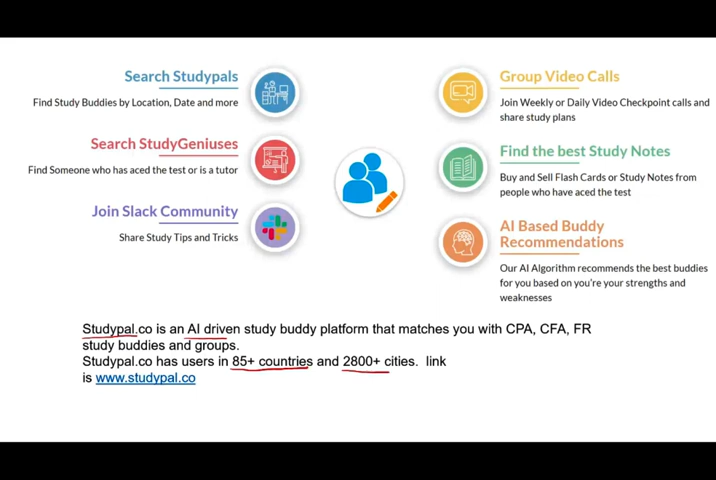 Search Studypals
Find Study Buddies by Location, Date and more
Search StudyGeniuses
Find Someone who has aced the test or is a tutor
Join Slack Community
Share Study Tips and Tricks
Group Video Calls
Join Weekly or Daily Video Checkpoint calls and
share study plans
Find the best Study Notes
Buy and Sell Flash Cards or Study Notes from
people who have aced the test
AI Based Buddy
Recommendations
Our AI Algorithm recommends the best buddies
for you based on you're your strengths and
weaknesses
Studypal.co is an AI driven study buddy platform that matches you with CPA, CFA, FR
study buddies and groups.
Studypal.co has users in 85+ countries and 2800+ cities. link
is www.studypal.co